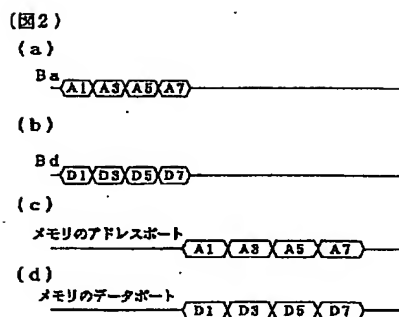 (図2)
(a)
Ba
A1 A3 A5 A7
(b)
Bd
D1 D3 D5 D7
(c)
メモリのアドレスポート
A1 A3 A5 A7
(d)
メモリのデータポート
D1 D3 D5 D7